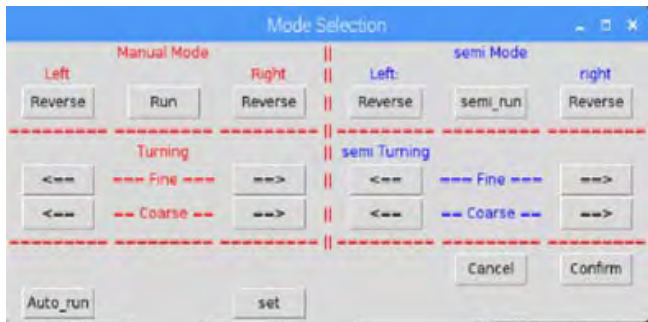 Mode Selection
Manual Mode || semi Mode
Left Right || Left: right
Reverse Run Reverse || Reverse semi_run Reverse
Turning || semi Turning
<== === Fine === ==> || <== === Fine === ==>
<== == Coarse == ==> || <== == Coarse == ==>
Cancel Confirm
Auto_run set